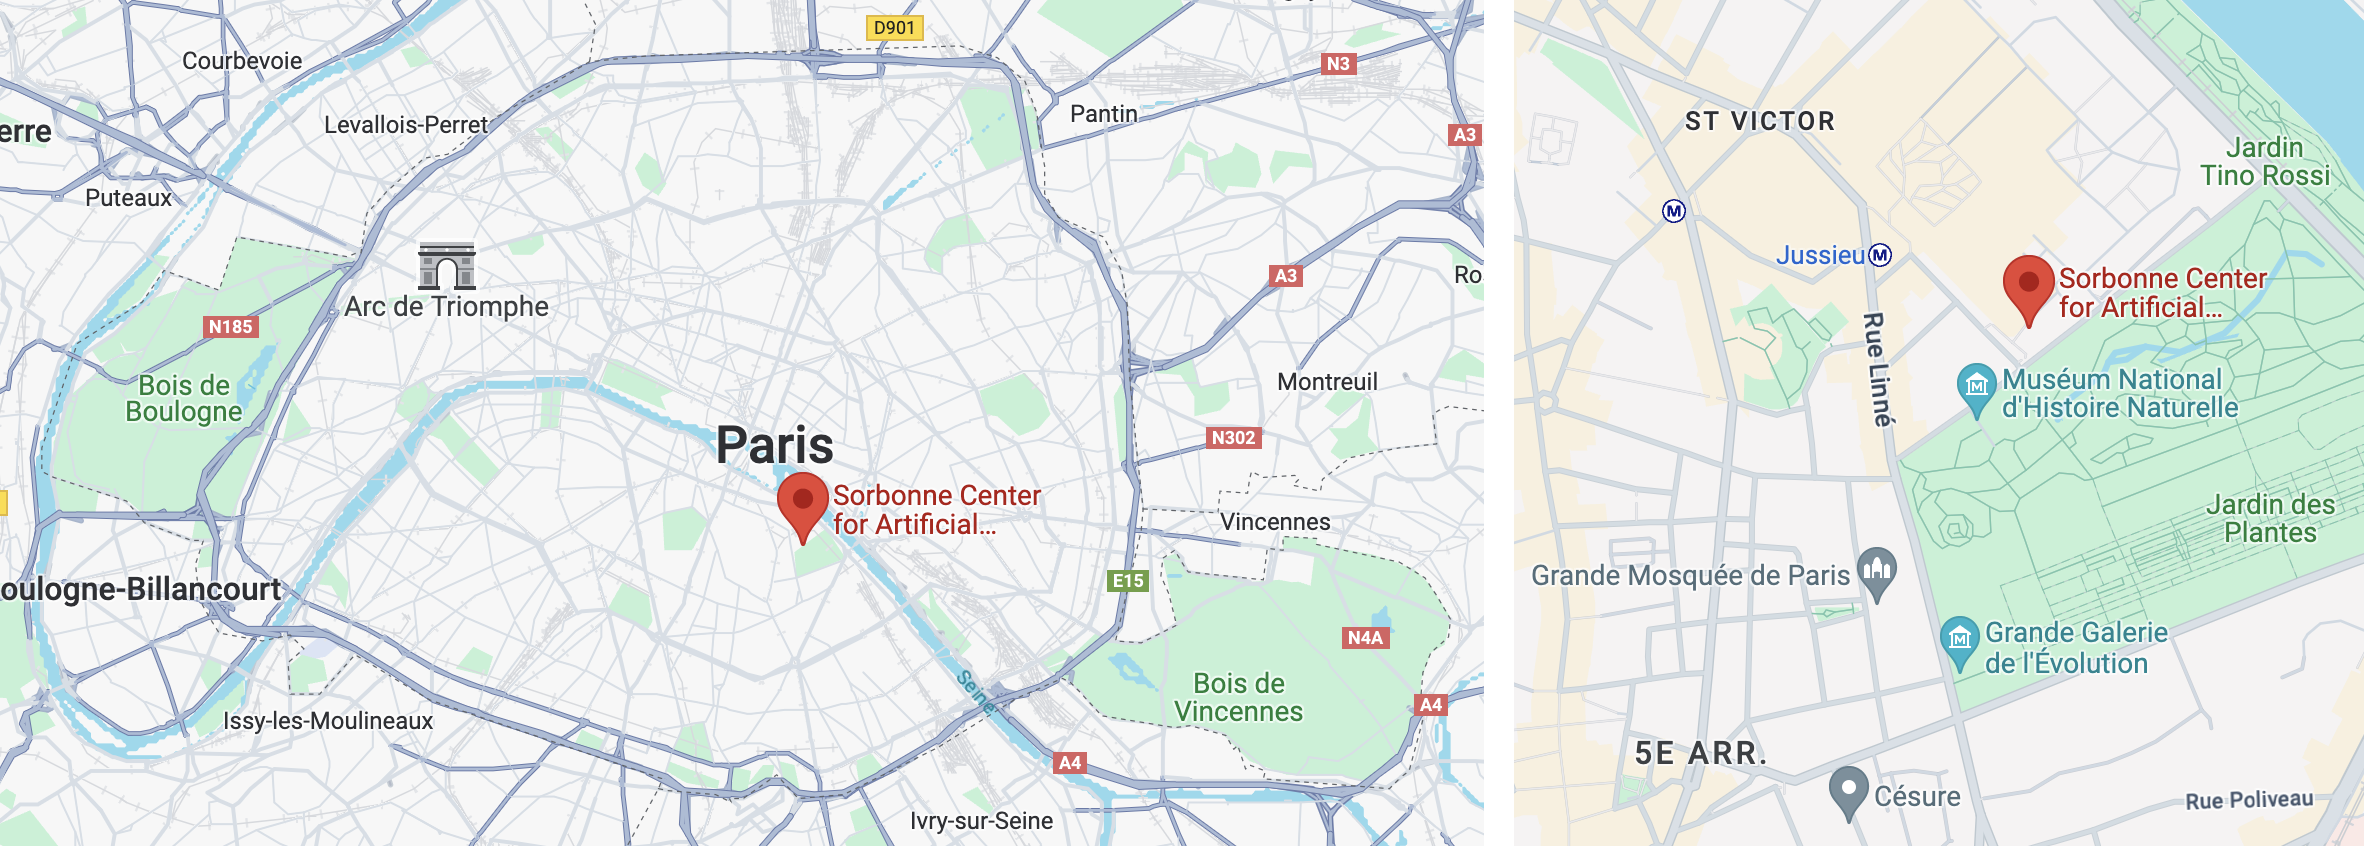 D901
Courbevoie
N3
Levallois-Perret
Pantin
A3
erre
Puteaux
Arc de Triomphe
A3
Ro
N185
Bois de
Boulogne
Montreuil
Paris
N302
Sorbonne Center
for Artificial...
Vincennes
E15
oulogne-Billancourt
N4A
Seine
Bois de
Vincennes
A4
Issy-les-Moulineaux
A4
Ivry-sur-Seine
ST VICTOR
Jardin
Tino Rossi
M
Jussieu M
Sorbonne Center
for Artificial...
Rue Linné
M
Muséum National
d'Histoire Naturelle
Jardin des
Plantes
Grande Mosquée de Paris
M
Grande Galerie
de l'Évolution
5E ARR.
Césure
Rue Poliveau